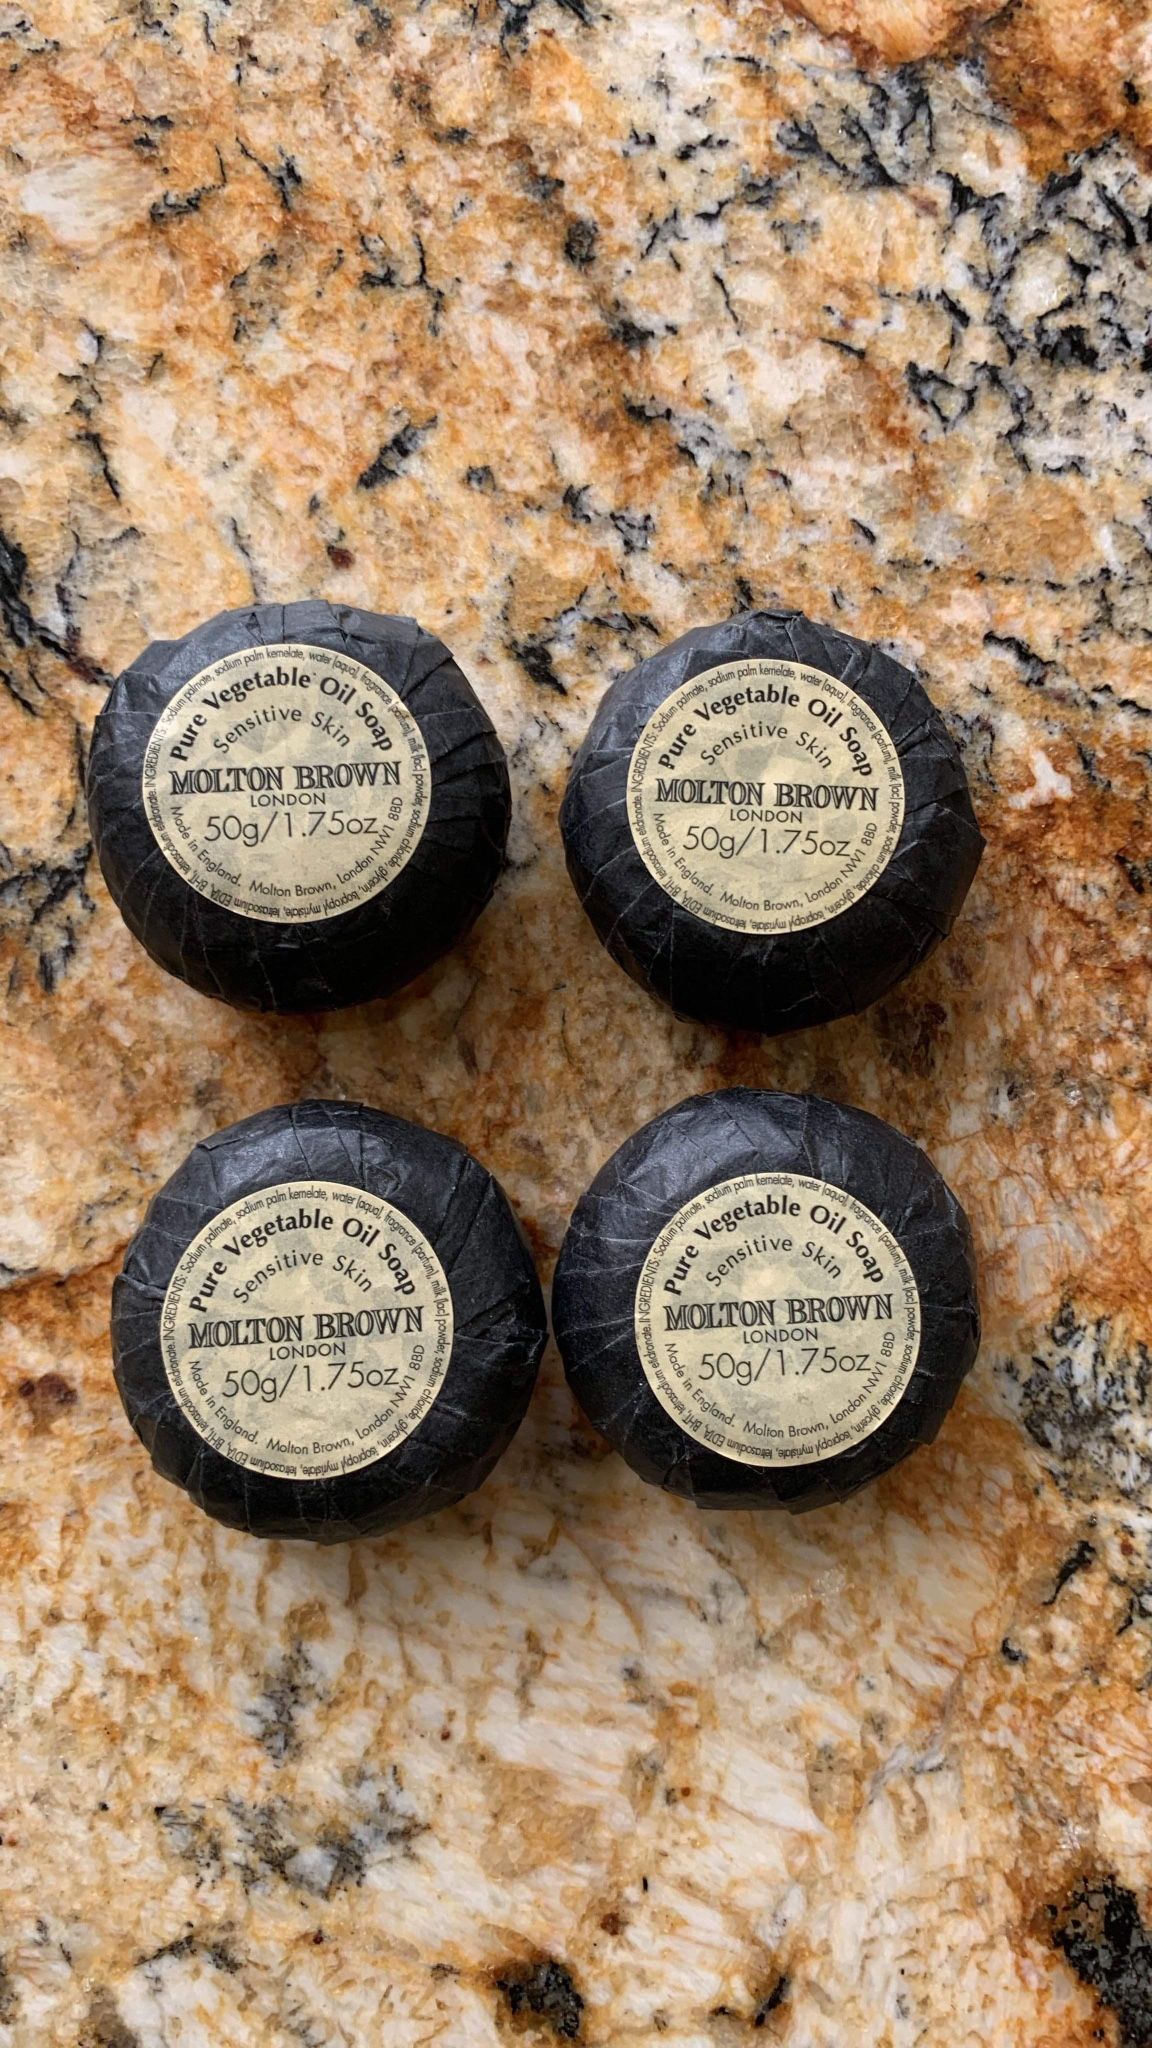 INGREDIENTS: Sodium palmate, sodium palm kernelate, water (aqua), fragrance (parfum), milk (lac) powder, sodium chloride, glycerin, isopropyl myristate, tetrasodium EDTA, BHT, tetrasodium etidronate.
Pure Vegetable Oil Soap
Sensitive Skin
MOLTON BROWN
LONDON
50g/1.75oz
Made in England. Molton Brown, London NW1 8BD
INGREDIENTS: Sodium palmate, sodium palm kernelate, water (aqua), fragrance (parfum), milk (lac) powder, sodium chloride, glycerin, isopropyl myristate, tetrasodium EDTA, BHT, tetrasodium etidronate.
Pure Vegetable Oil Soap
Sensitive Skin
MOLTON BROWN
LONDON
50g/1.75oz
Made in England. Molton Brown, London NW1 8BD
INGREDIENTS: Sodium palmate, sodium palm kernelate, water (aqua), fragrance (parfum), milk (lac) powder, sodium chloride, glycerin, isopropyl myristate, tetrasodium EDTA, BHT, tetrasodium etidronate.
Pure Vegetable Oil Soap
Sensitive Skin
MOLTON BROWN
LONDON
50g/1.75oz
Made in England. Molton Brown, London NW1 8BD
INGREDIENTS: Sodium palmate, sodium palm kernelate, water (aqua), fragrance (parfum), milk (lac) powder, sodium chloride, glycerin, isopropyl myristate, tetrasodium EDTA, BHT, tetrasodium etidronate.
Pure Vegetable Oil Soap
Sensitive Skin
MOLTON BROWN
LONDON
50g/1.75oz
Made in England. Molton Brown, London NW1 8BD